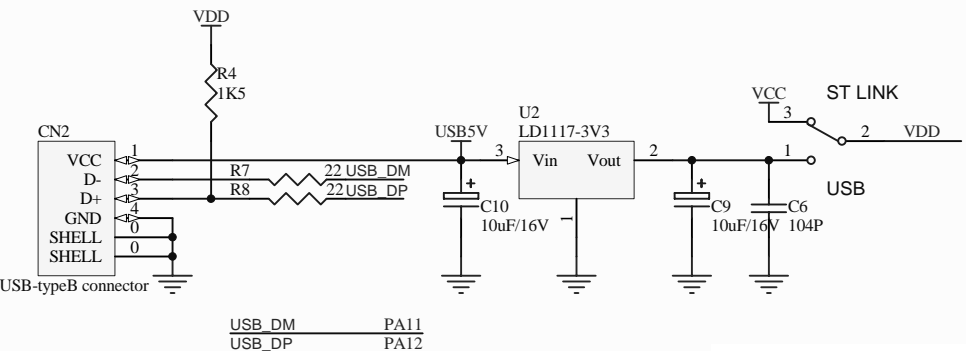 VDD
R4
1K5
CN2
VCC 1
D- 2
D+ 3
GND 4
SHELL 0
SHELL 0
USB-typeB connector
R7 22 USB_DM
R8 22 USB_DP
USB5V
C10
10uF/16V
U2
LD1117-3V3
3 Vin Vout 2
1
C9
10uF/16V
C6
104P
VCC
ST LINK
3
2 VDD
1
USB
USB_DM PA11
USB_DP PA12